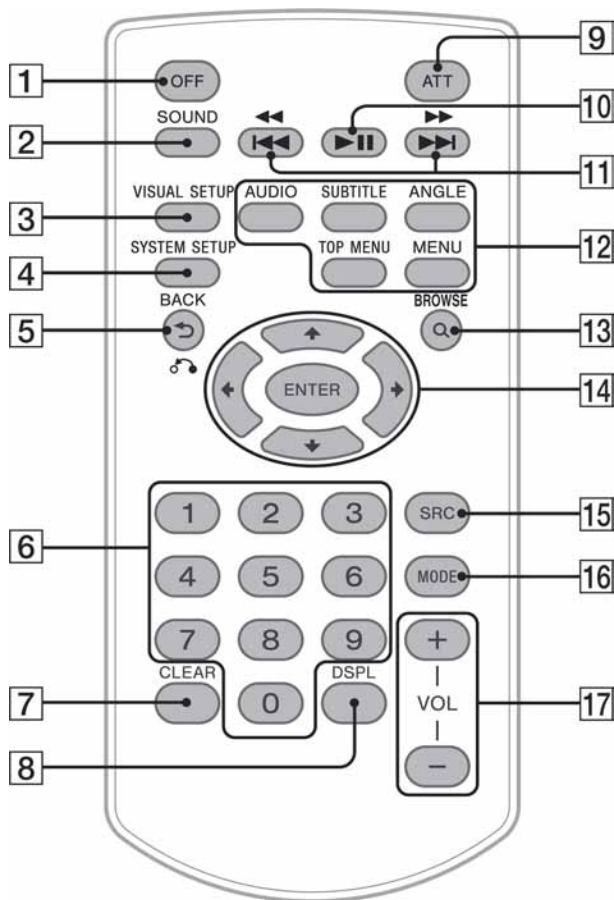 1 OFF ATT 9
SOUND 10
2 11
VISUAL SETUP AUDIO SUBTITLE ANGLE
3
SYSTEM SETUP TOP MENU MENU 12
4
BACK BROWSE
5 13
ENTER 14
1 2 3 SRC 15
6
4 5 6 MODE 16
7 8 9 +
CLEAR DSPL
7 0 VOL 17
8
−